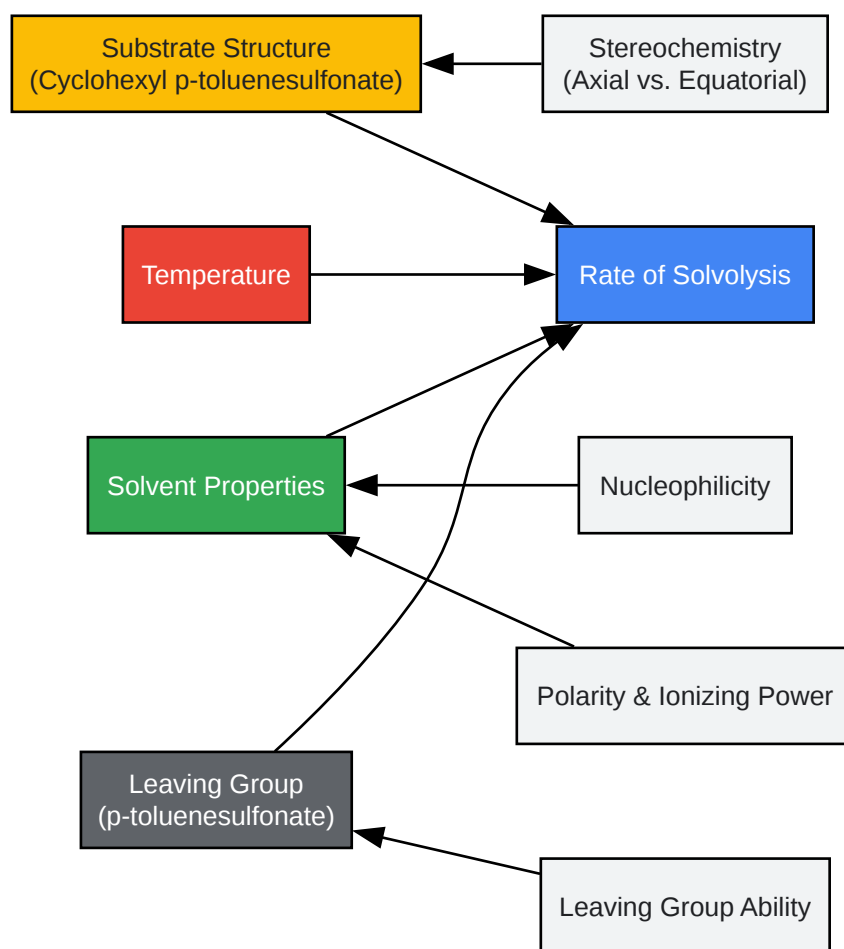 Substrate Structure
(Cyclohexyl p-toluenesulfonate)
Stereochemistry
(Axial vs. Equatorial)
Temperature
Rate of Solvolysis
Solvent Properties
Nucleophilicity
Polarity & Ionizing Power
Leaving Group
(p-toluenesulfonate)
Leaving Group Ability